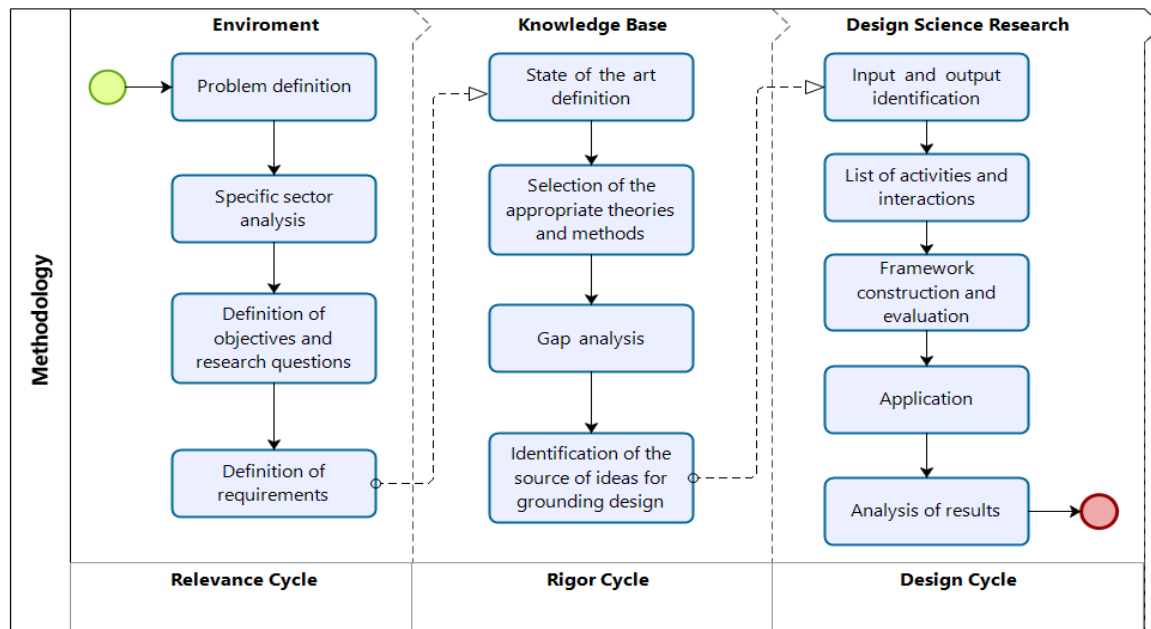 Methodology
Enviroment
Problem definition
Specific sector
analysis
Definition of
objectives and
research questions
Definition of
requirements
Relevance Cycle
Knowledge Base
State of the art
definition
Selection of the
appropriate theories
and methods
Gap analysis
Identification of the
source of ideas for
grounding design
Rigor Cycle
Design Science Research
Input and output
identification
List of activities and
interactions
Framework
construction and
evaluation
Application
Analysis of results
Design Cycle